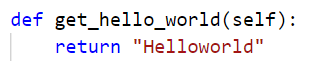 def get_hello_world(self):
    return "Helloworld"